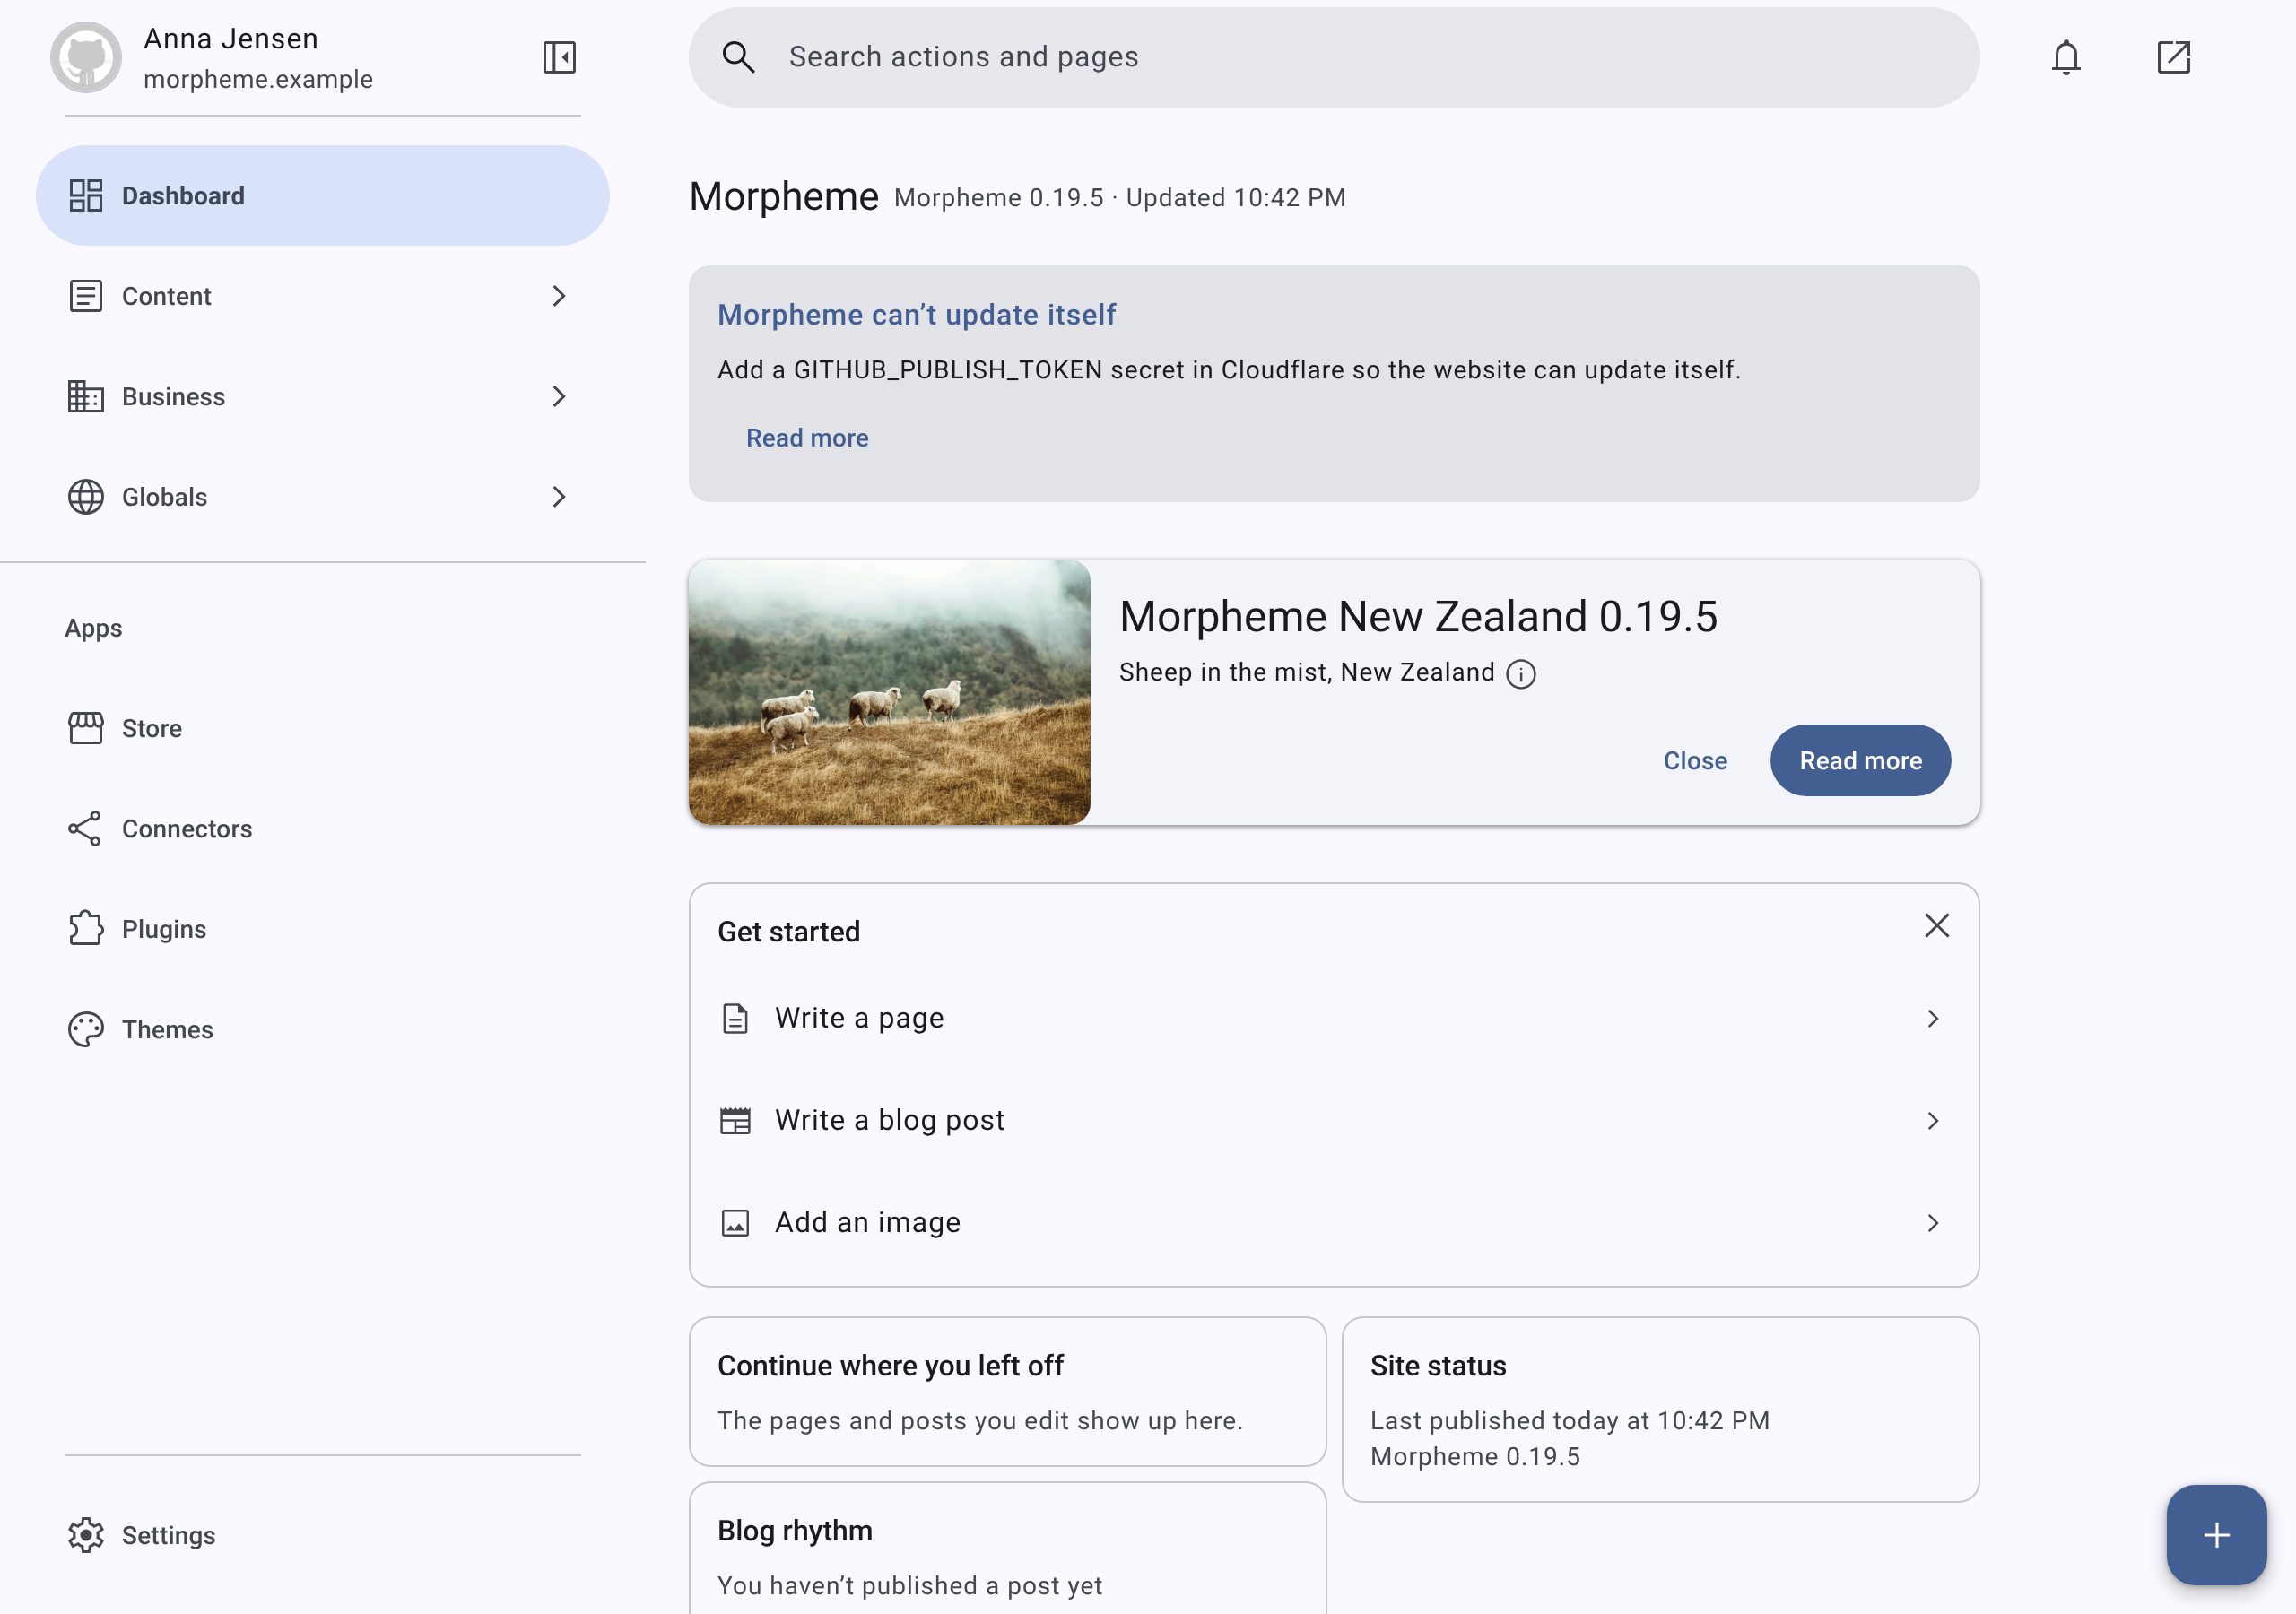 Anna Jensen
morpheme.example
Search actions and pages
Dashboard
Content
Business
Globals
Apps
Store
Connectors
Plugins
Themes
Settings
Morpheme
Morpheme 0.19.5 · Updated 10:42 PM
Morpheme can’t update itself
Add a GITHUB_PUBLISH_TOKEN secret in Cloudflare so the website can update itself.
Read more
Morpheme New Zealand 0.19.5
Sheep in the mist, New Zealand
Close
Read more
Get started
Write a page
Write a blog post
Add an image
Continue where you left off
The pages and posts you edit show up here.
Site status
Last published today at 10:42 PM
Morpheme 0.19.5
Blog rhythm
You haven’t published a post yet